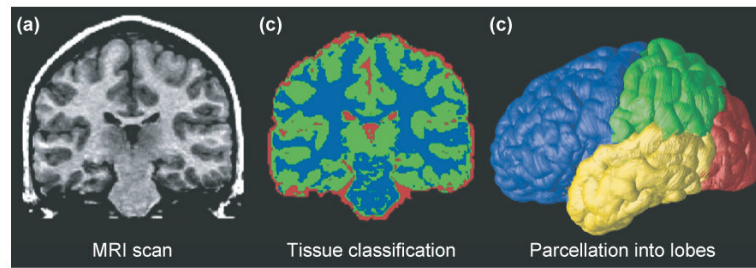 (a)
(c)
(c)
MRI scan
Tissue classification
Parcellation into lobes